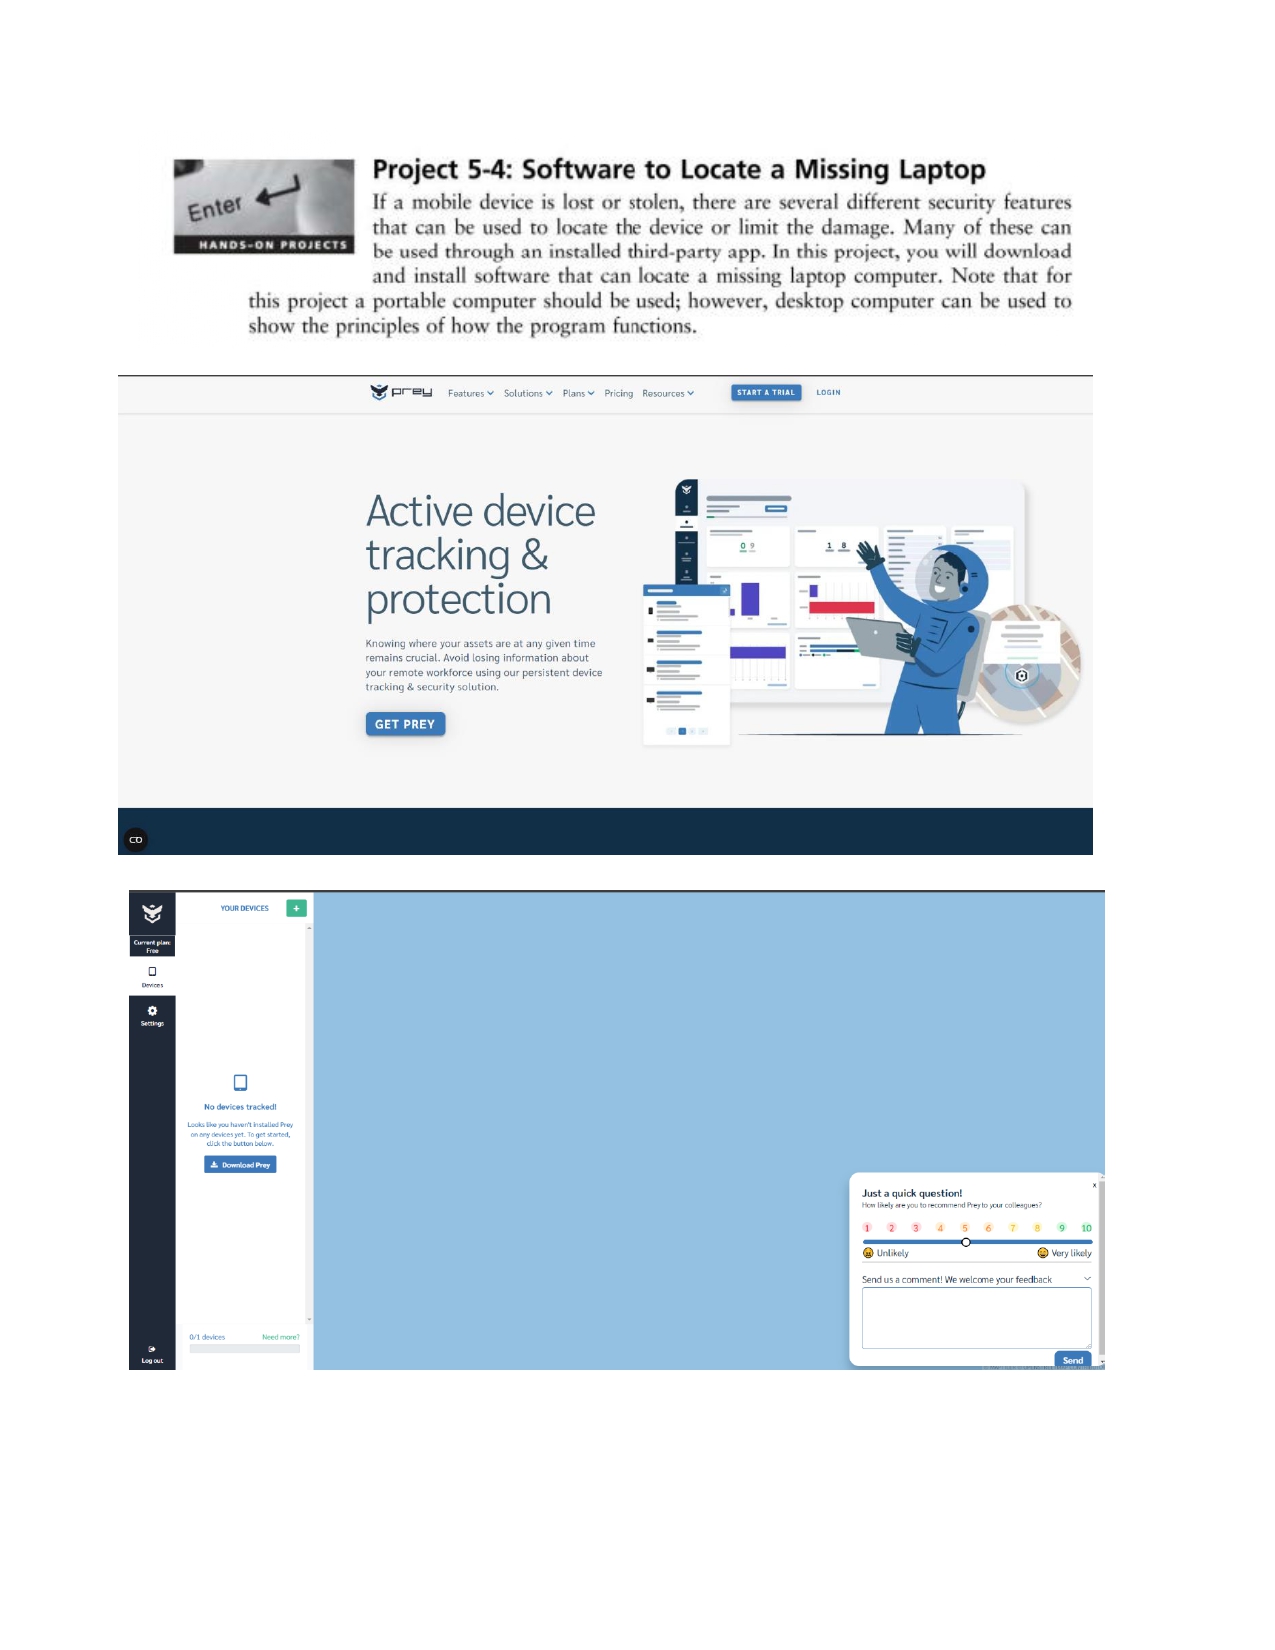 Enter
HANDS-ON PROJECTS
Project 5-4: Software to Locate a Missing Laptop
If a mobile device is lost or stolen, there are several different security features
that can be used to locate the device or limit the damage. Many of these can
be used through an installed third-party app. In this project, you will download
and install software that can locate a missing laptop computer. Note that for
this project a portable computer should be used; however, desktop computer can be used to
show the principles of how the program functions.
prey Features Solutions Plans Pricing Resources START A TRIAL LOGIN
Active device
tracking &
protection
Knowing where your assets are at any given time
remains crucial. Avoid losing information about
your remote workforce using our persistent device
tracking & security solution.
GET PREY
0 9
1 8
YOUR DEVICES +
Current plan:
Free
Devices
Settings
No devices tracked!
Looks like you haven't installed Prey
on any devices yet. To get started,
click the button below.
Download Prey
0/1 devices Need more?
Log out
x
Just a quick question!
How likely are you to recommend Prey to your colleagues?
1 2 3 4 5 6 7 8 9 10
Unlikely Very likely
Send us a comment! We welcome your feedback
Send